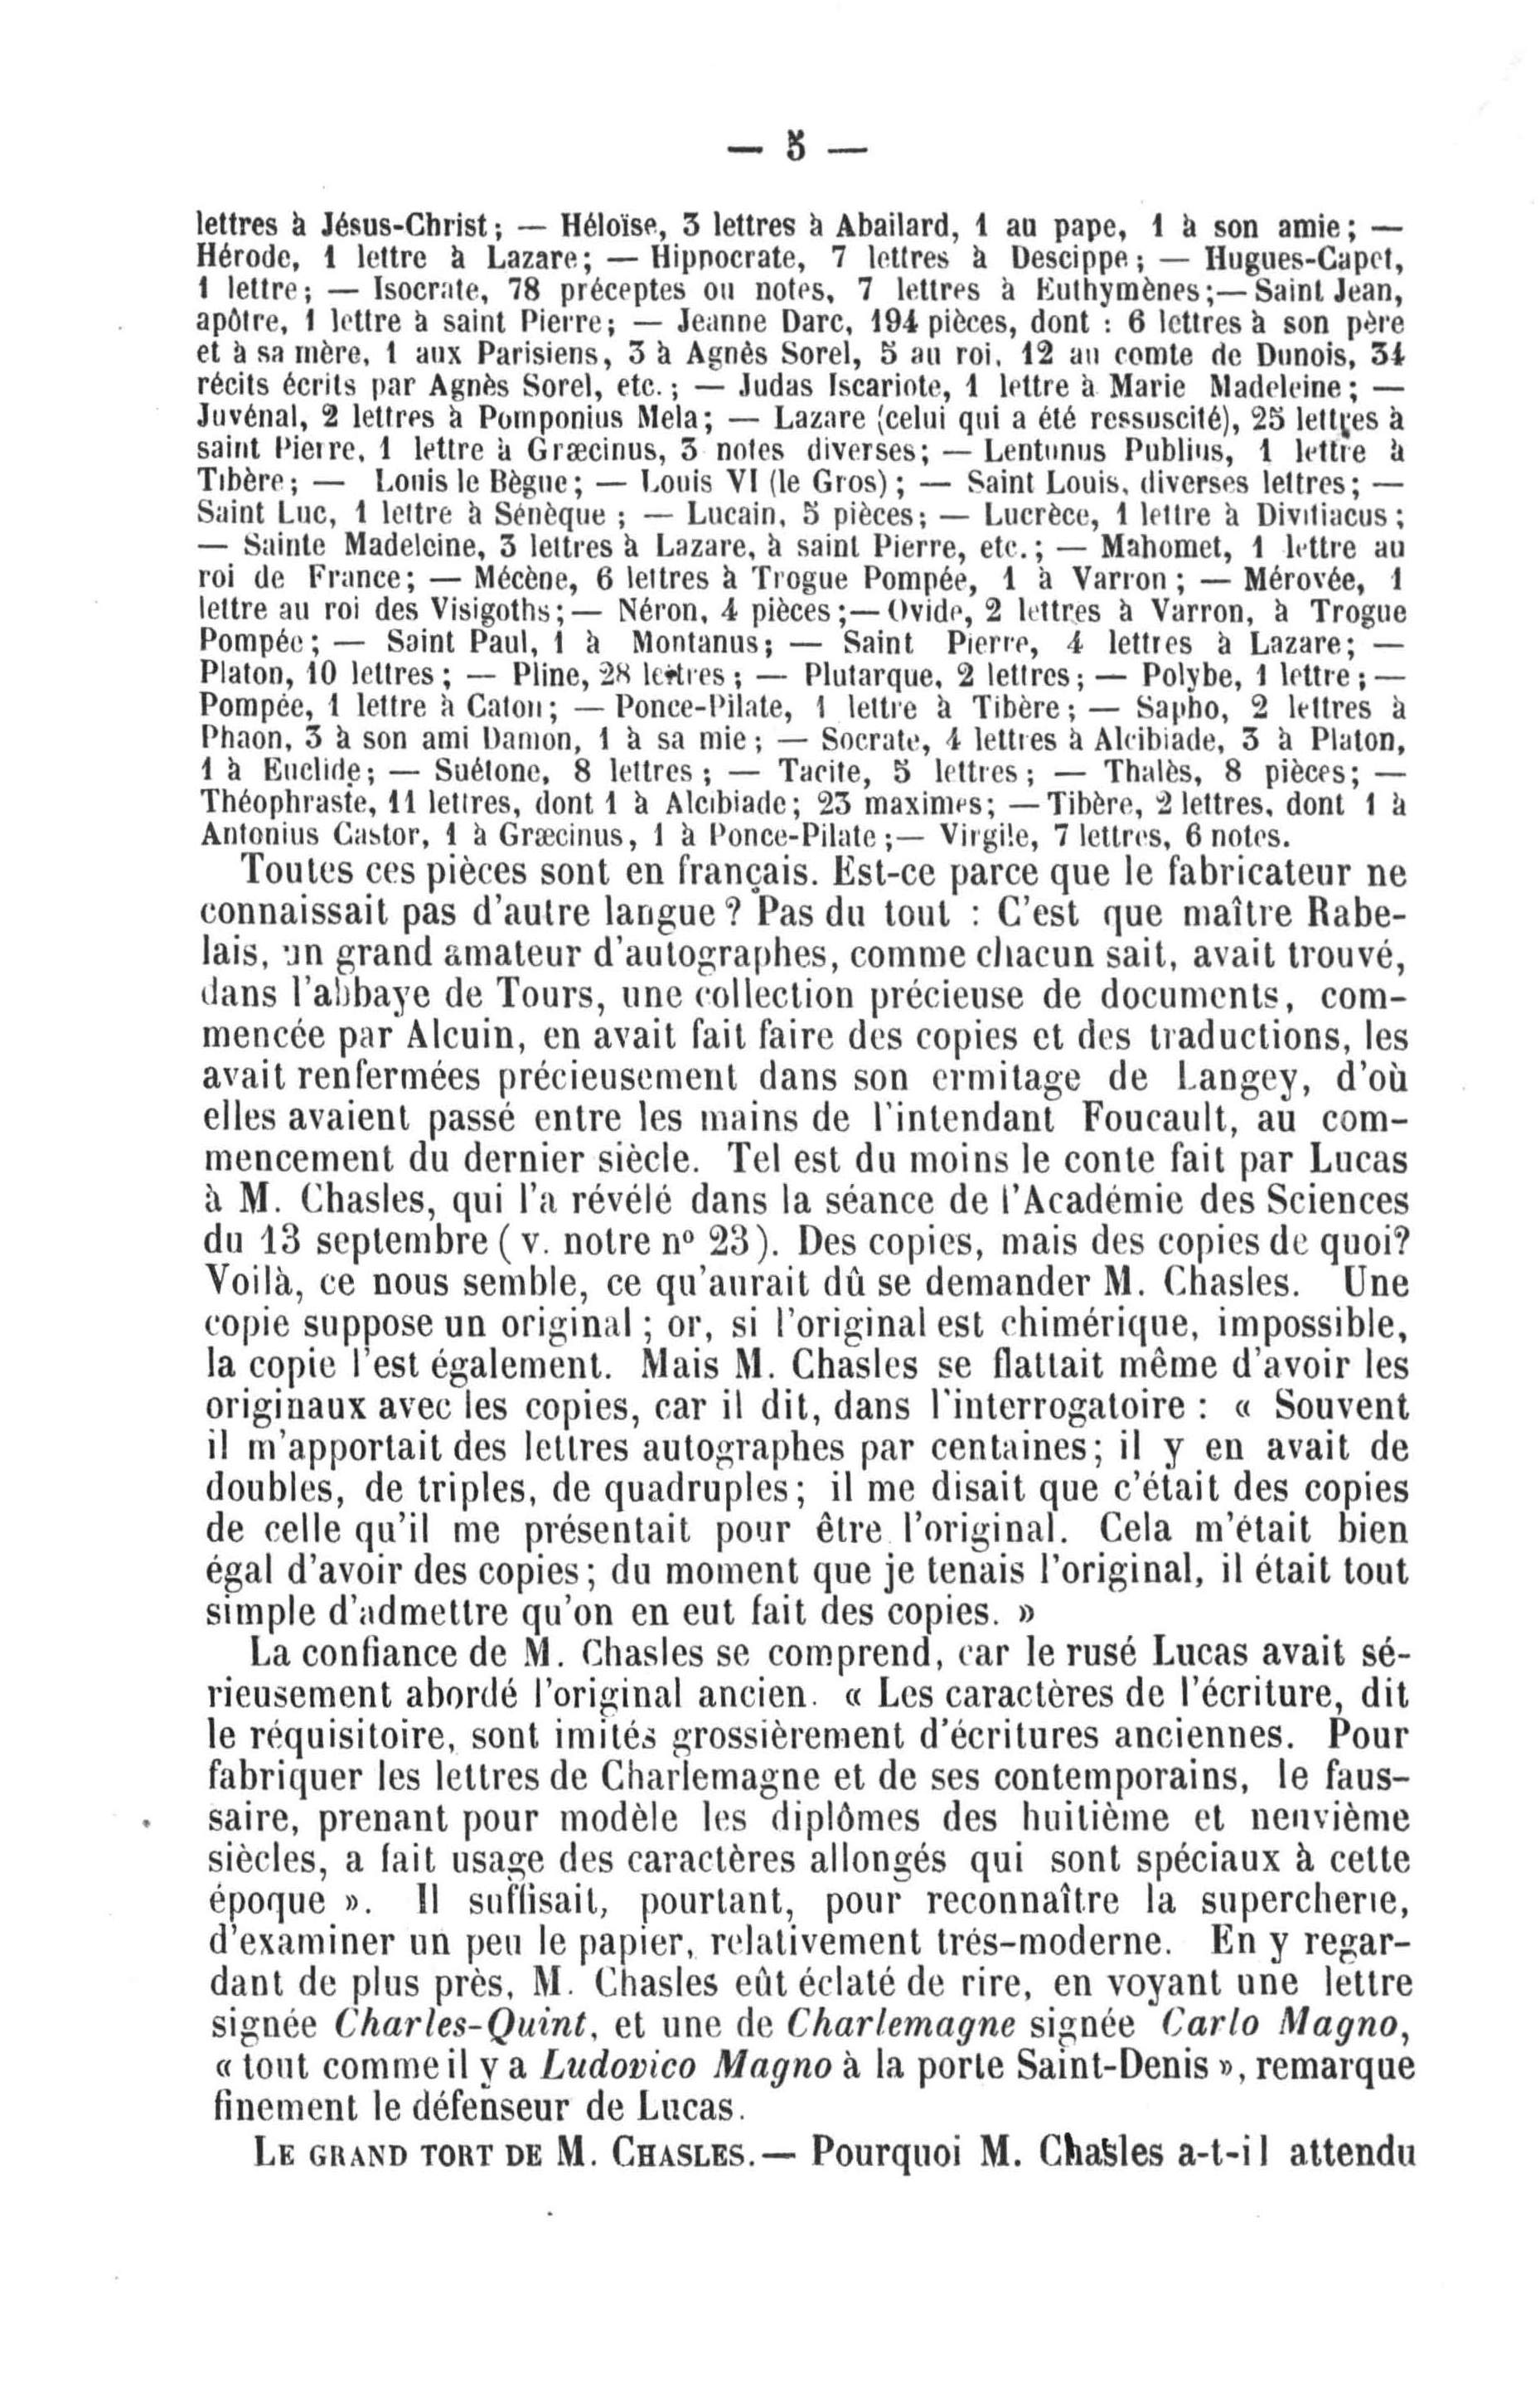 — 5 —
lettres à Jésus-Christ; — Héloïse, 3 lettres à Abailard, 1 au pape, 1 à son amie; —
Hérode, 1 lettre à Lazare; — Hippocrate, 7 lettres à Descippe; — Hugues-Capet,
1 lettre; — Isocrate, 78 préceptes ou notes, 7 lettres à Euthymènes;— Saint Jean,
apôtre, 1 lettre à saint Pierre; — Jeanne Darc, 194 pièces, dont : 6 lettres à son père
et à sa mère, 1 aux Parisiens, 3 à Agnès Sorel, 5 au roi, 12 au comte de Dunois, 34
récits écrits par Agnès Sorel, etc.; — Judas Iscariote, 1 lettre à Marie Madeleine; —
Juvénal, 2 lettres à Pomponius Mela; — Lazare (celui qui a été ressuscité), 25 lettres à
saint Pierre, 1 lettre à Græcinus, 3 notes diverses; — Lentunus Publius, 1 lettre à
Tibère; — Louis le Bègue; — Louis VI (le Gros); — Saint Louis, diverses lettres; —
Saint Luc, 1 lettre à Sénèque ; — Lucain, 5 pièces; — Lucrèce, 1 lettre à Divitiacus;
— Sainte Madeleine, 3 lettres à Lazare, à saint Pierre, etc.; — Mahomet, 1 lettre au
roi de France; — Mécène, 6 lettres à Trogue Pompée, 1 à Varron; — Mérovée, 1
lettre au roi des Visigoths;— Néron, 4 pièces;— Ovide, 2 lettres à Varron, à Trogue
Pompée; — Saint Paul, 1 à Montanus; — Saint Pierre, 4 lettres à Lazare; —
Platon, 10 lettres; — Pline, 28 lettres; — Plutarque, 2 lettres; — Polybe, 1 lettre;—
Pompée, 1 lettre à Caton; — Ponce-Pilate, 1 lettre à Tibère; — Sapho, 2 lettres à
Phaon, 3 à son ami Damon, 1 à sa mie; — Socrate, 4 lettres à Alcibiade, 3 à Platon,
1 à Euclide; — Suétone, 8 lettres; — Tacite, 5 lettres; — Thalès, 8 pièces; —
Théophraste, 11 lettres, dont 1 à Alcibiade; 23 maximes; — Tibère, 2 lettres, dont 1 à
Antonius Castor, 1 à Græcinus, 1 à Ponce-Pilate;— Virgile, 7 lettres, 6 notes.
Toutes ces pièces sont en français. Est-ce parce que le fabricateur ne
connaissait pas d'autre langue? Pas du tout : C'est que maître Rabe-
lais, un grand amateur d'autographes, comme chacun sait, avait trouvé,
dans l'abbaye de Tours, une collection précieuse de documents, com-
mencée par Alcuin, en avait fait faire des copies et des traductions, les
avait renfermées précieusement dans son ermitage de Langey, d'où
elles avaient passé entre les mains de l'intendant Foucault, au com-
mencement du dernier siècle. Tel est du moins le conte fait par Lucas
à M. Chasles, qui l'a révélé dans la séance de l'Académie des Sciences
du 13 septembre ( v. notre nº 23). Des copies, mais des copies de quoi?
Voilà, ce nous semble, ce qu'aurait dû se demander M. Chasles. Une
copie suppose un original; or, si l'original est chimérique, impossible,
la copie l'est également. Mais M. Chasles se flattait même d'avoir les
originaux avec les copies, car il dit, dans l'interrogatoire : « Souvent
il m'apportait des lettres autographes par centaines; il y en avait de
doubles, de triples, de quadruples; il me disait que c'était des copies
de celle qu'il me présentait pour être l'original. Cela m'était bien
égal d'avoir des copies; du moment que je tenais l'original, il était tout
simple d'admettre qu'on en eut fait des copies. »
La confiance de M. Chasles se comprend, car le rusé Lucas avait sé-
rieusement abordé l'original ancien. « Les caractères de l'écriture, dit
le réquisitoire, sont imités grossièrement d'écritures anciennes. Pour
fabriquer les lettres de Charlemagne et de ses contemporains, le faus-
saire, prenant pour modèle les diplômes des huitième et neuvième
siècles, a fait usage des caractères allongés qui sont spéciaux à cette
époque ». Il suffisait, pourtant, pour reconnaître la supercherie,
d'examiner un peu le papier, relativement trés-moderne. En y regar-
dant de plus près, M. Chasles eût éclaté de rire, en voyant une lettre
signée Charles-Quint, et une de Charlemagne signée Carlo Magno,
« tout comme il y a Ludovico Magno à la porte Saint-Denis », remarque
finement le défenseur de Lucas.
LE GRAND TORT DE M. CHASLES.— Pourquoi M. Chasles a-t-il attendu